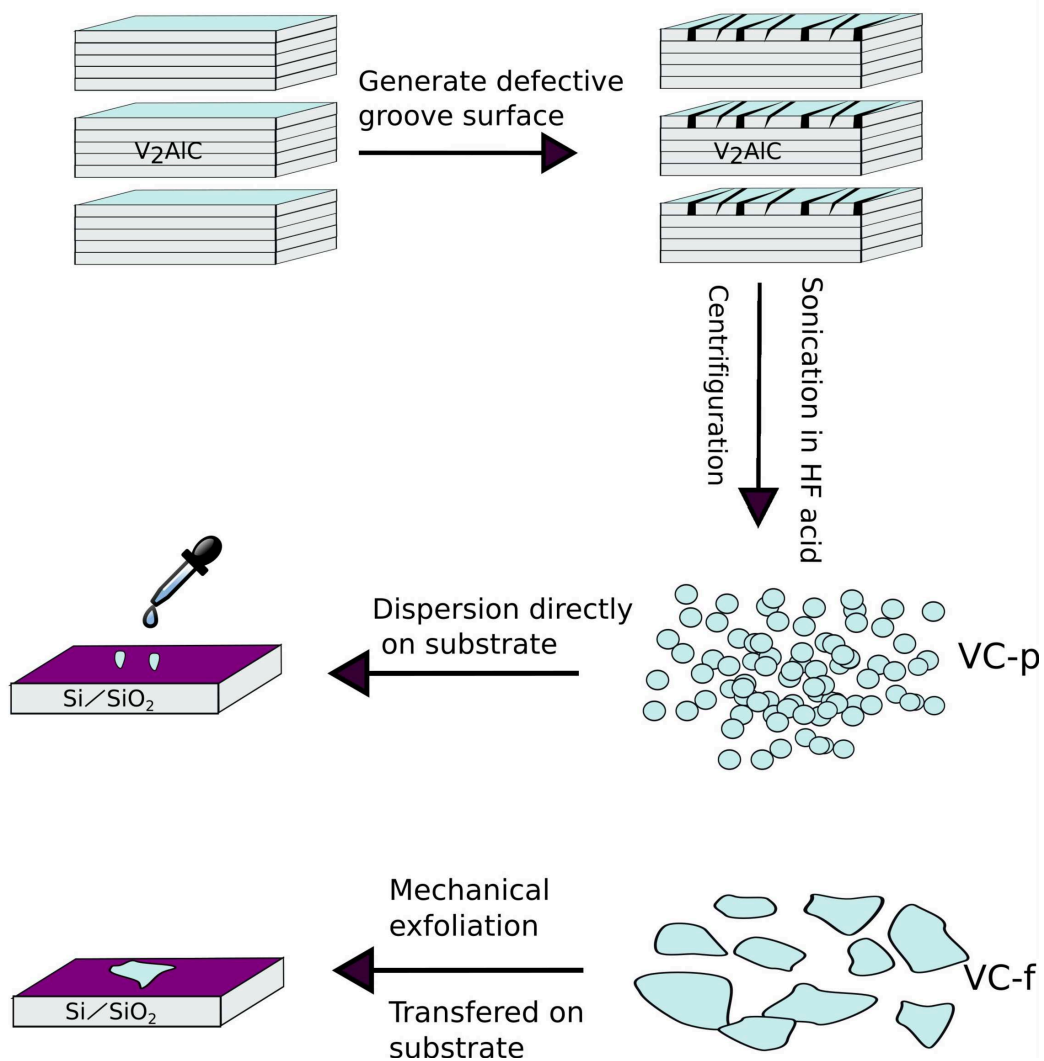 Generate defective
groove surface
V₂AlC
V₂AlC
Centrifiguration
Sonication in HF acid
Dispersion directly
on substrate
VC-p
Si/SiO₂
Mechanical
exfoliation
VC-f
Si/SiO₂
Transfered on
substrate